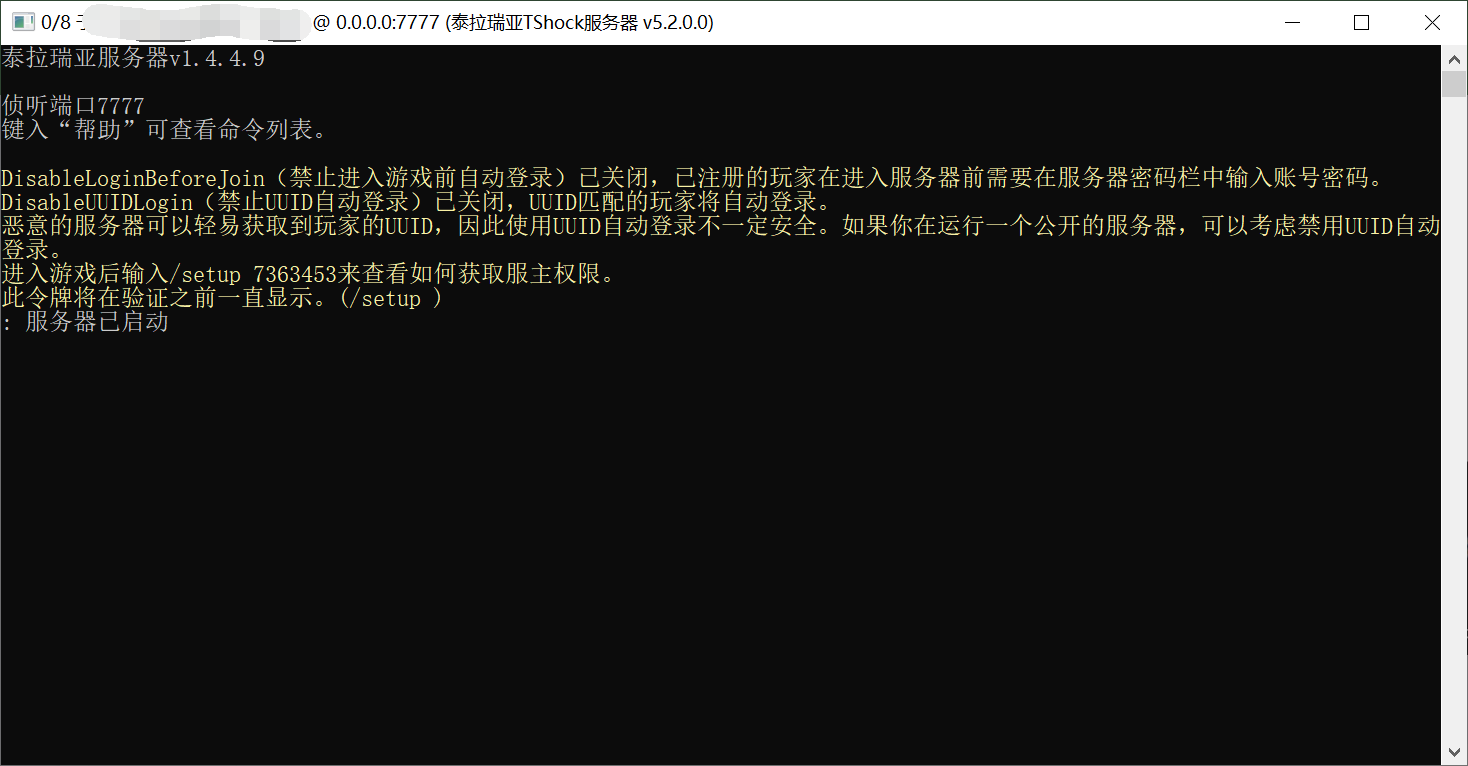 0/8 于 @ 0.0.0.0:7777 (泰拉瑞亚TShock服务器 v5.2.0.0)
泰拉瑞亚服务器v1.4.4.9
侦听端口7777
键入“帮助”可查看命令列表。
DisableLoginBeforeJoin（禁止进入游戏前自动登录）已关闭，已注册的玩家在进入服务器前需要在服务器密码栏中输入账号密码。
DisableUUIDLogin（禁止UUID自动登录）已关闭，UUID匹配的玩家将自动登录。
恶意的服务器可以轻易获取到玩家的UUID，因此使用UUID自动登录不一定安全。如果你在运行一个公开的服务器，可以考虑禁用UUID自动
登录。
进入游戏后输入/setup 7363453来查看如何获取服主权限。
此令牌将在验证之前一直显示。(/setup )
: 服务器已启动